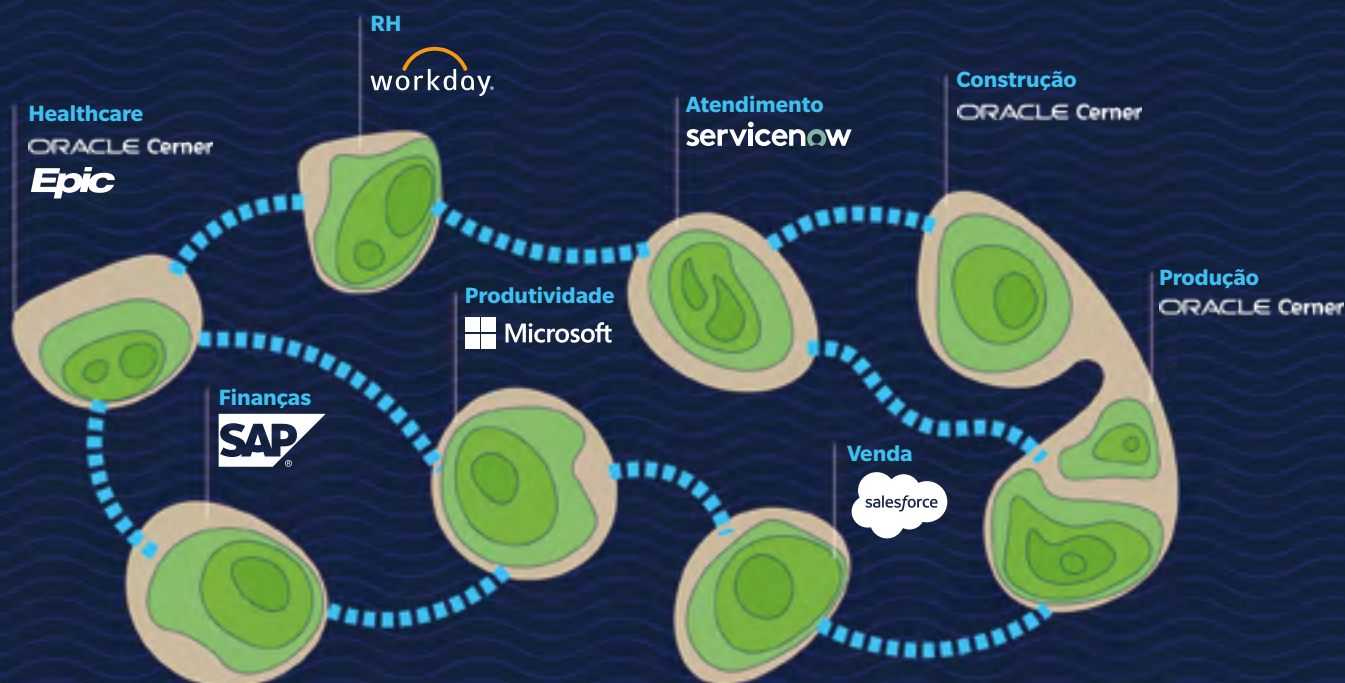 RH
workday.
Healthcare
ORACLE Cerner
Epic
Atendimento
servicenow
Construção
ORACLE Cerner
Produção
ORACLE Cerner
Produtividade
Microsoft
Finanças
SAP®
Venda
salesforce